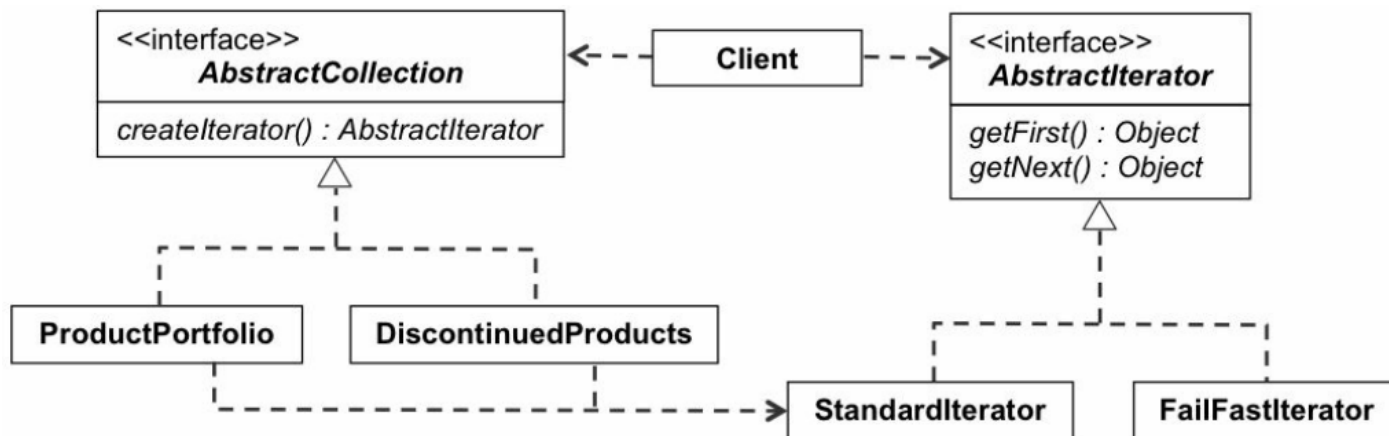 <<interface>>
AbstractCollection
createIterator() : AbstractIterator
Client
<<interface>>
AbstractIterator
getFirst() : Object
getNext() : Object
ProductPortfolio
DiscontinuedProducts
StandardIterator
FailFastIterator